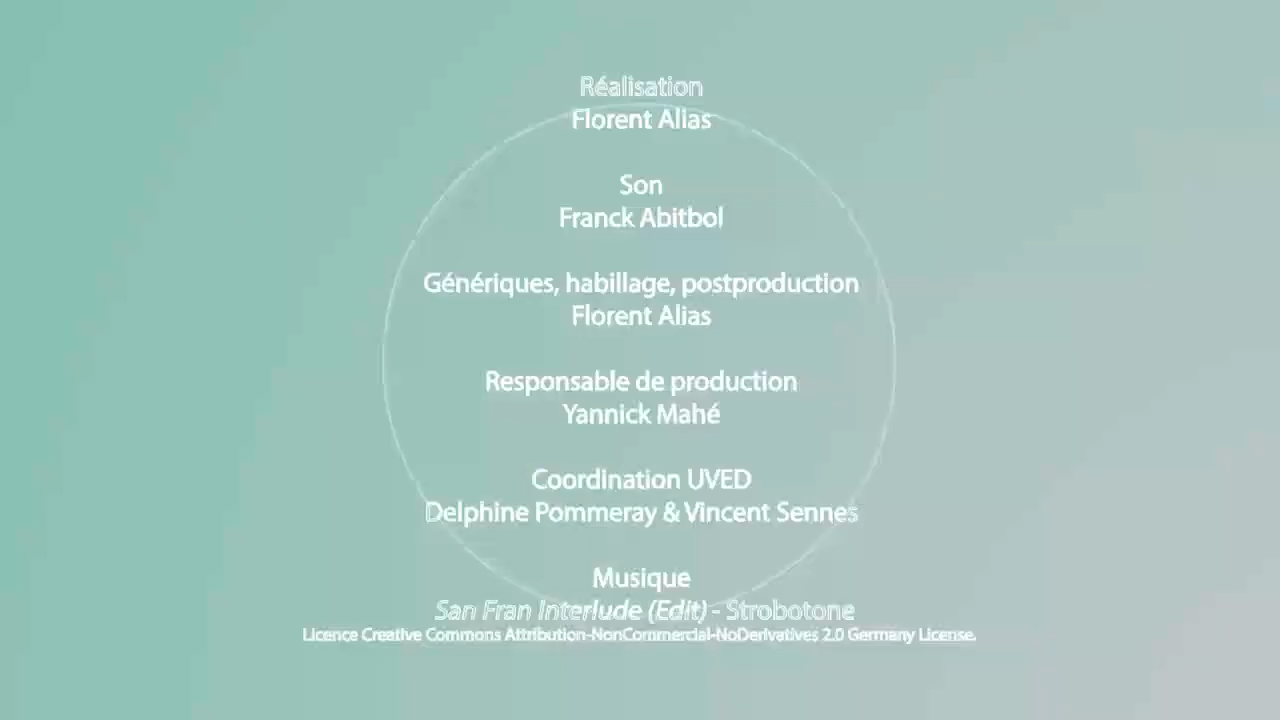 Réalisation
Florent Alias
Son
Franck Abitbol
Génériques, habillage, postproduction
Florent Alias
Responsable de production
Yannick Mahé
Coordination UVED
Delphine Pommeray & Vincent Sennes
Musique
San Fran Interlude (Edit) - Strobotone
Licence Creative Commons Attribution-NonCommercial-NoDerivatives 2.0 Germany License.